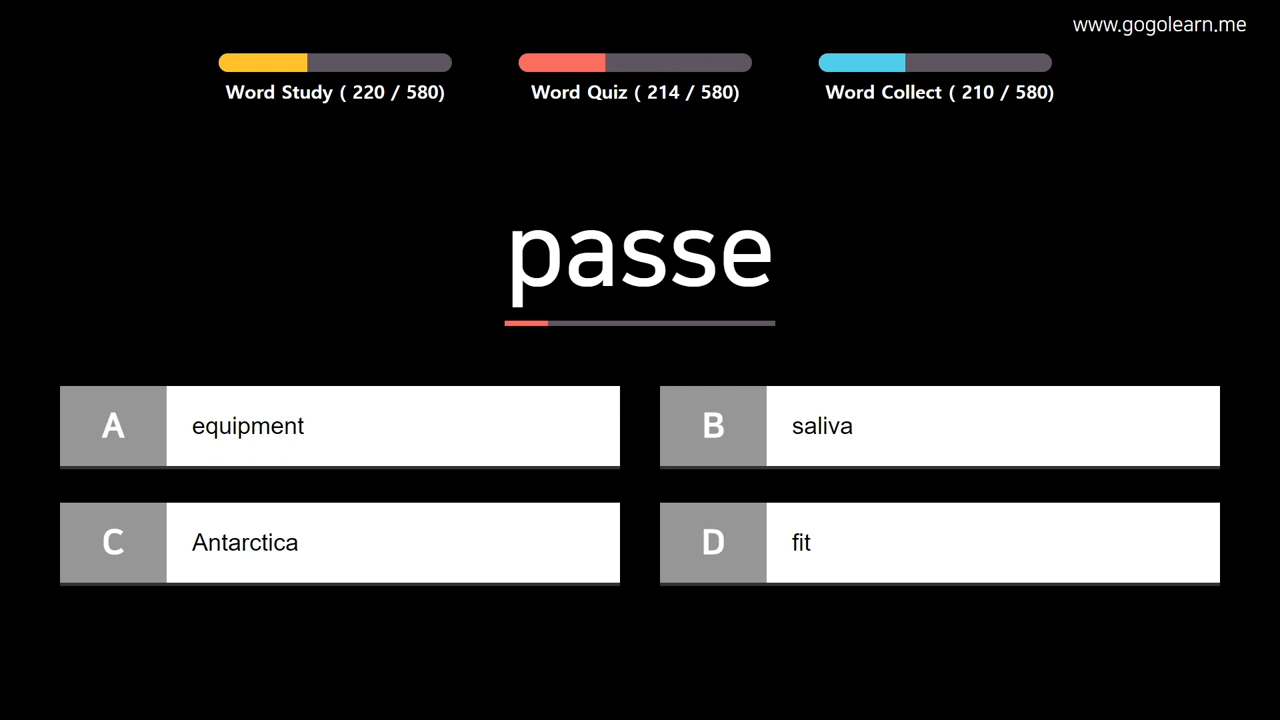 www.gogolearn.me
Word Study ( 220 / 580)
Word Quiz ( 214 / 580)
Word Collect ( 210 / 580)
passe
A equipment
B saliva
C Antarctica
D fit